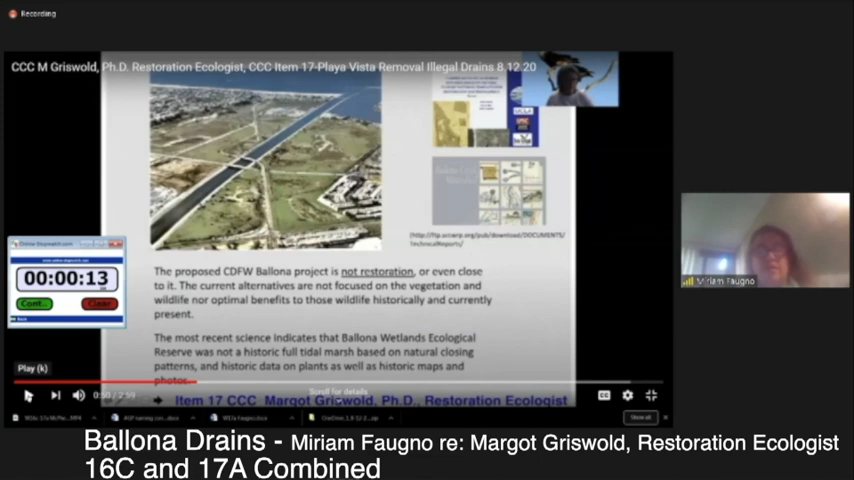 Recording
CCC M Griswold, Ph.D. Restoration Ecologist, CCC Item 17-Playa Vista Removal Illegal Drains 8.12.20
(http://ftp.sccwrp.org/pub/download/DOCUMENTS/
TechnicalReports/
00:00:13
Cont..
Clear
The proposed CDFW Ballona project is not restoration, or even close
to it. The current alternatives are not focused on the vegetation and
wildlife nor optimal benefits to those wildlife historically and currently
present.
The most recent science indicates that Ballona Wetlands Ecological
Reserve was not a historic full tidal marsh based on natural closing
patterns, and historic data on plants as well as historic maps and
photos.
Miriam Faugno
Play (k)
0:50 / 2:59
Scroll for details
Item 17 CCC Margot Griswold, Ph.D., Restoration Ecologist
Show all
Ballona Drains - Miriam Faugno re: Margot Griswold, Restoration Ecologist
16C and 17A Combined